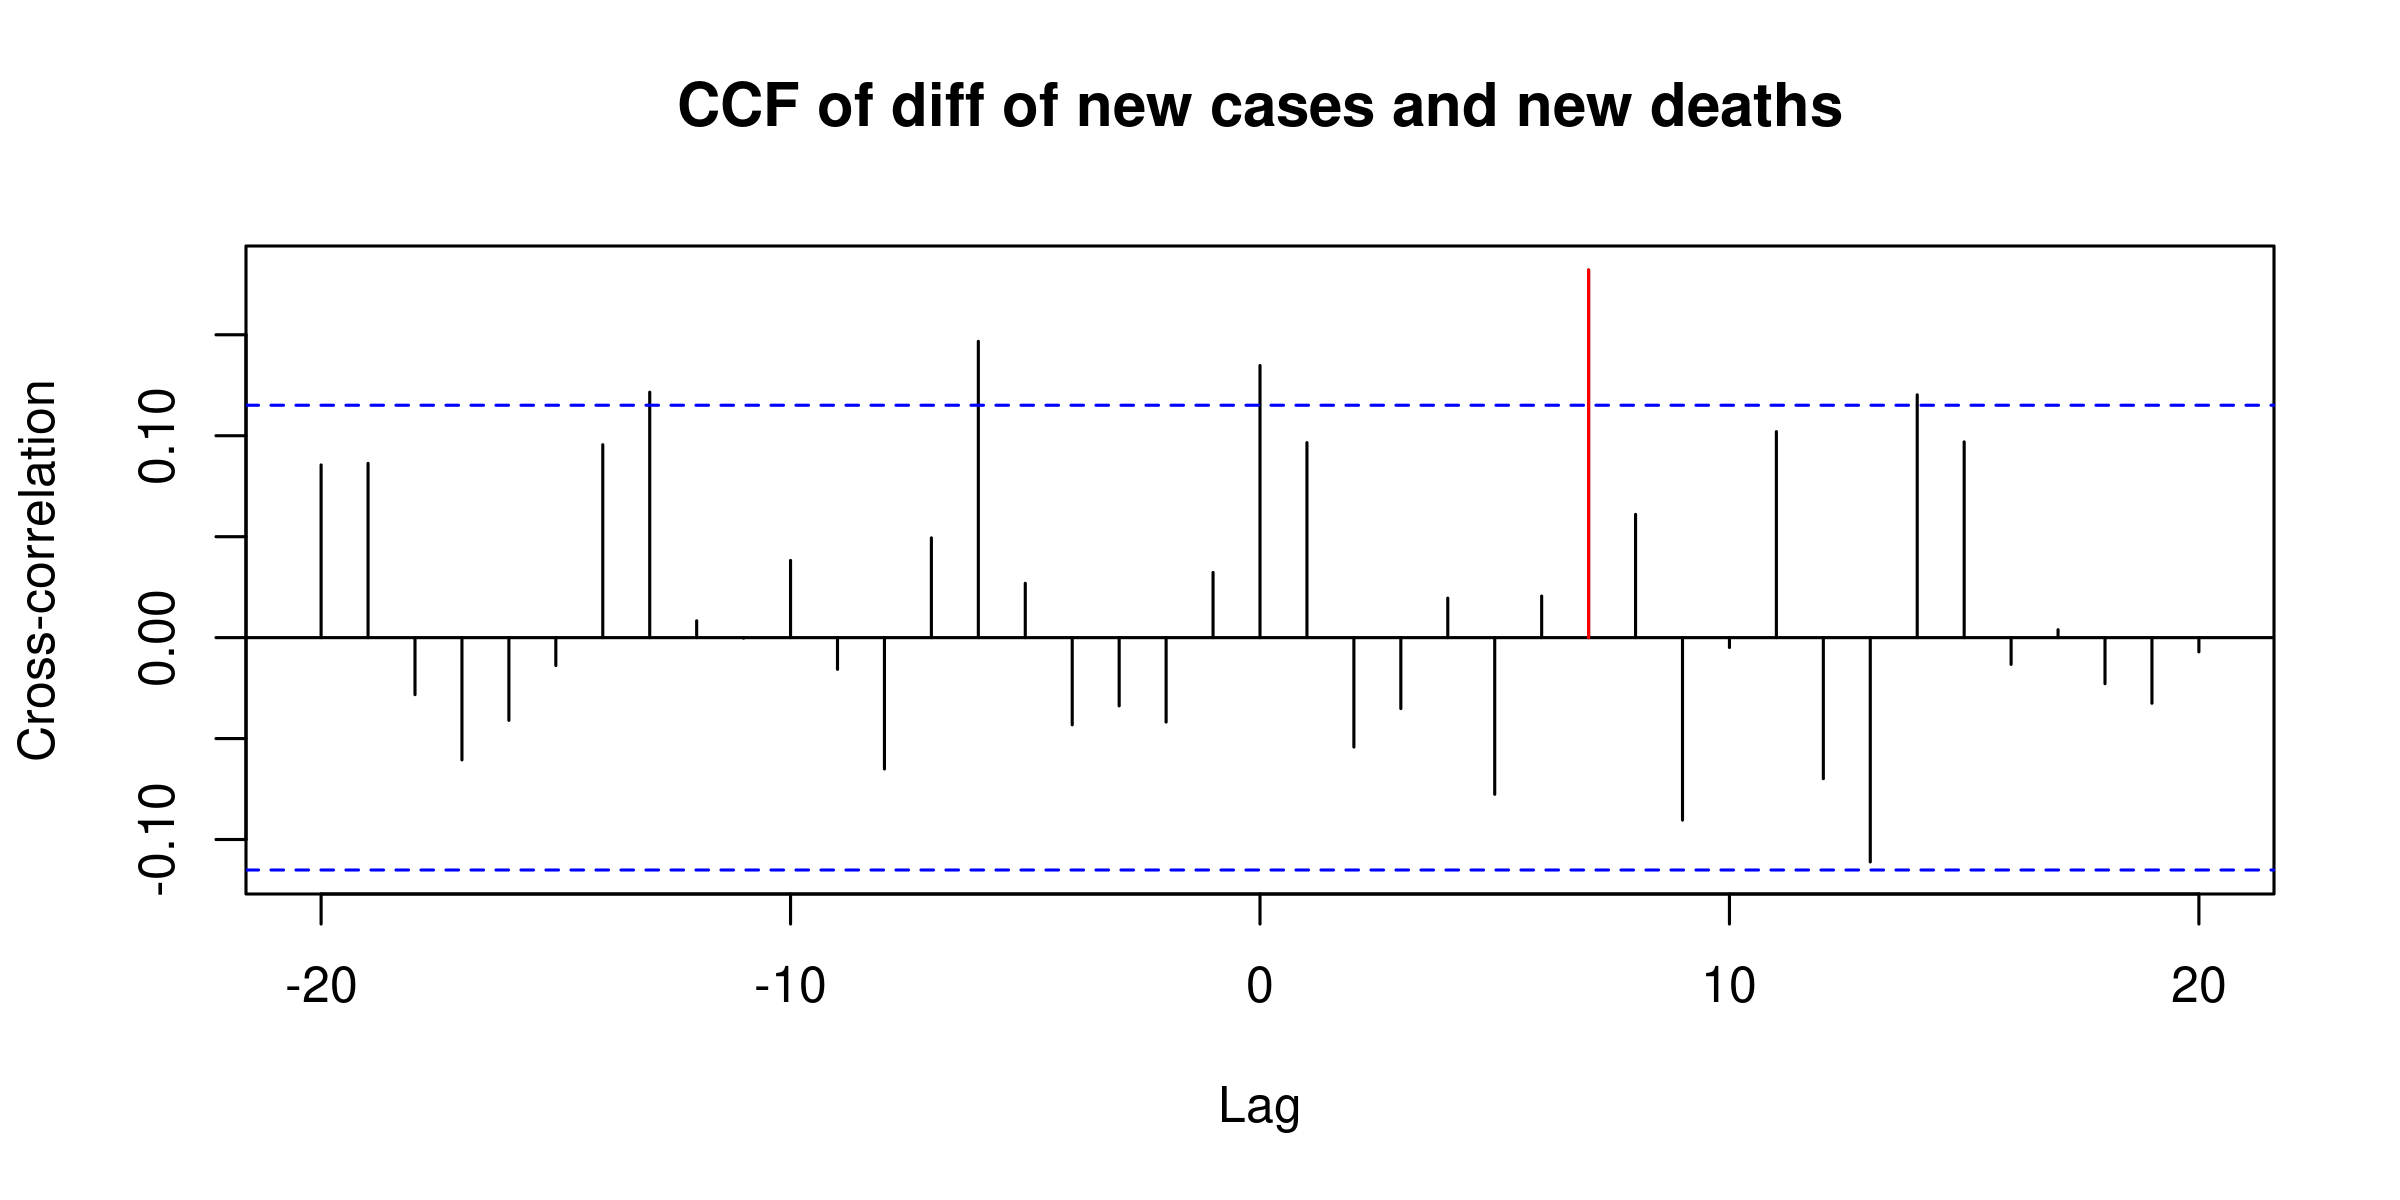 CCF of diff of new cases and new deaths
Cross-correlation
0.10
0.00
-0.10
-20 -10 0 10 20
Lag